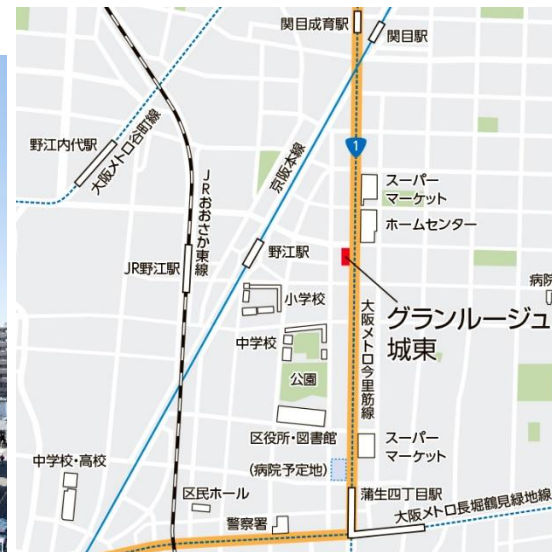 関目成育駅
関目駅
野江内代駅
大阪メトロ谷町線
JRおおさか東線
京阪本線
1
スーパー
マーケット
ホームセンター
JR野江駅
野江駅
病院
小学校
大阪メトロ今里筋線
グランルージュ
城東
中学校
公園
区役所・図書館
スーパー
マーケット
(病院予定地)
中学校・高校
区民ホール
蒲生四丁目駅
警察署
大阪メトロ長堀鶴見緑地線